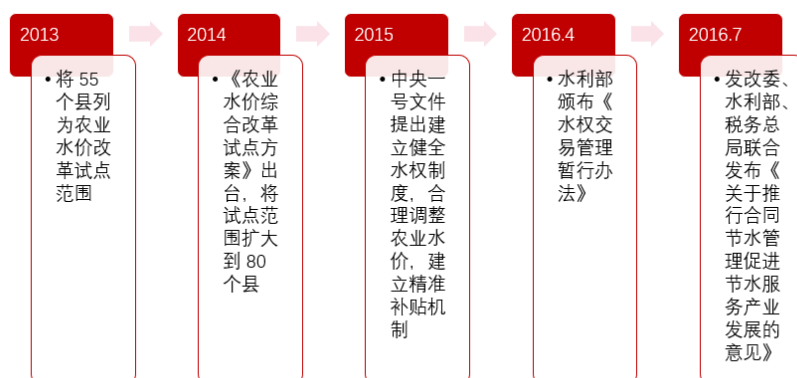 2013
将 55
个县列
为农业
水价改
革试点
范围
2014
《农业
水价综
合改革
试点方
案》出
台，将
试点范
围扩大
到 80
个县
2015
中央一
号文件
提出建
立健全
水权制
度，合
理调整
农业水
价，建
立精准
补贴机
制
2016.4
水利部
颁布《
水权交
易管理
暂行办
法》
2016.7
发改委、
水利部、
税务总
局联合
发布《
关于推
行合同
节水管
理促进
节水服
务产业
发展的
意见》